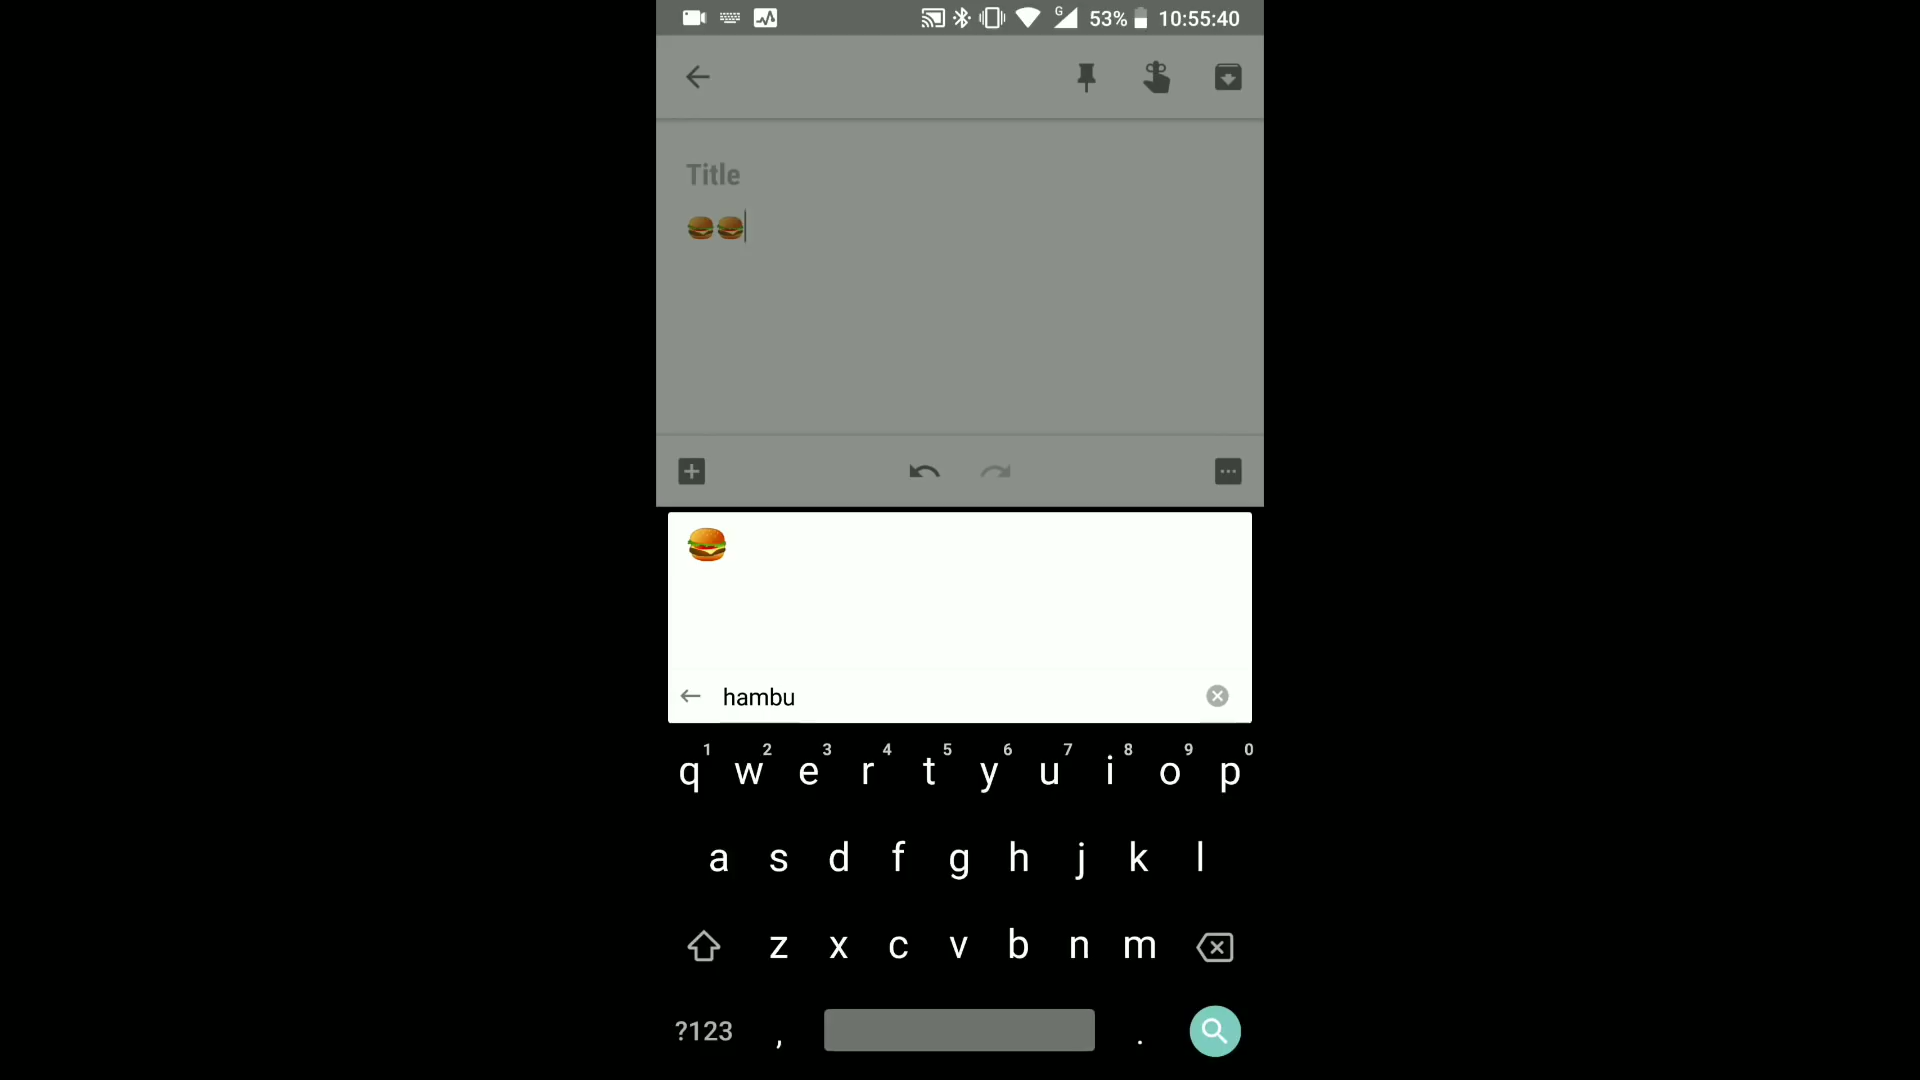 G 53% 10:55:40
Title
🍔🍔
🍔
hambu
1 2 3 4 5 6 7 8 9 0
q w e r t y u i o p
a s d f g h j k l
z x c v b n m
?123 , .